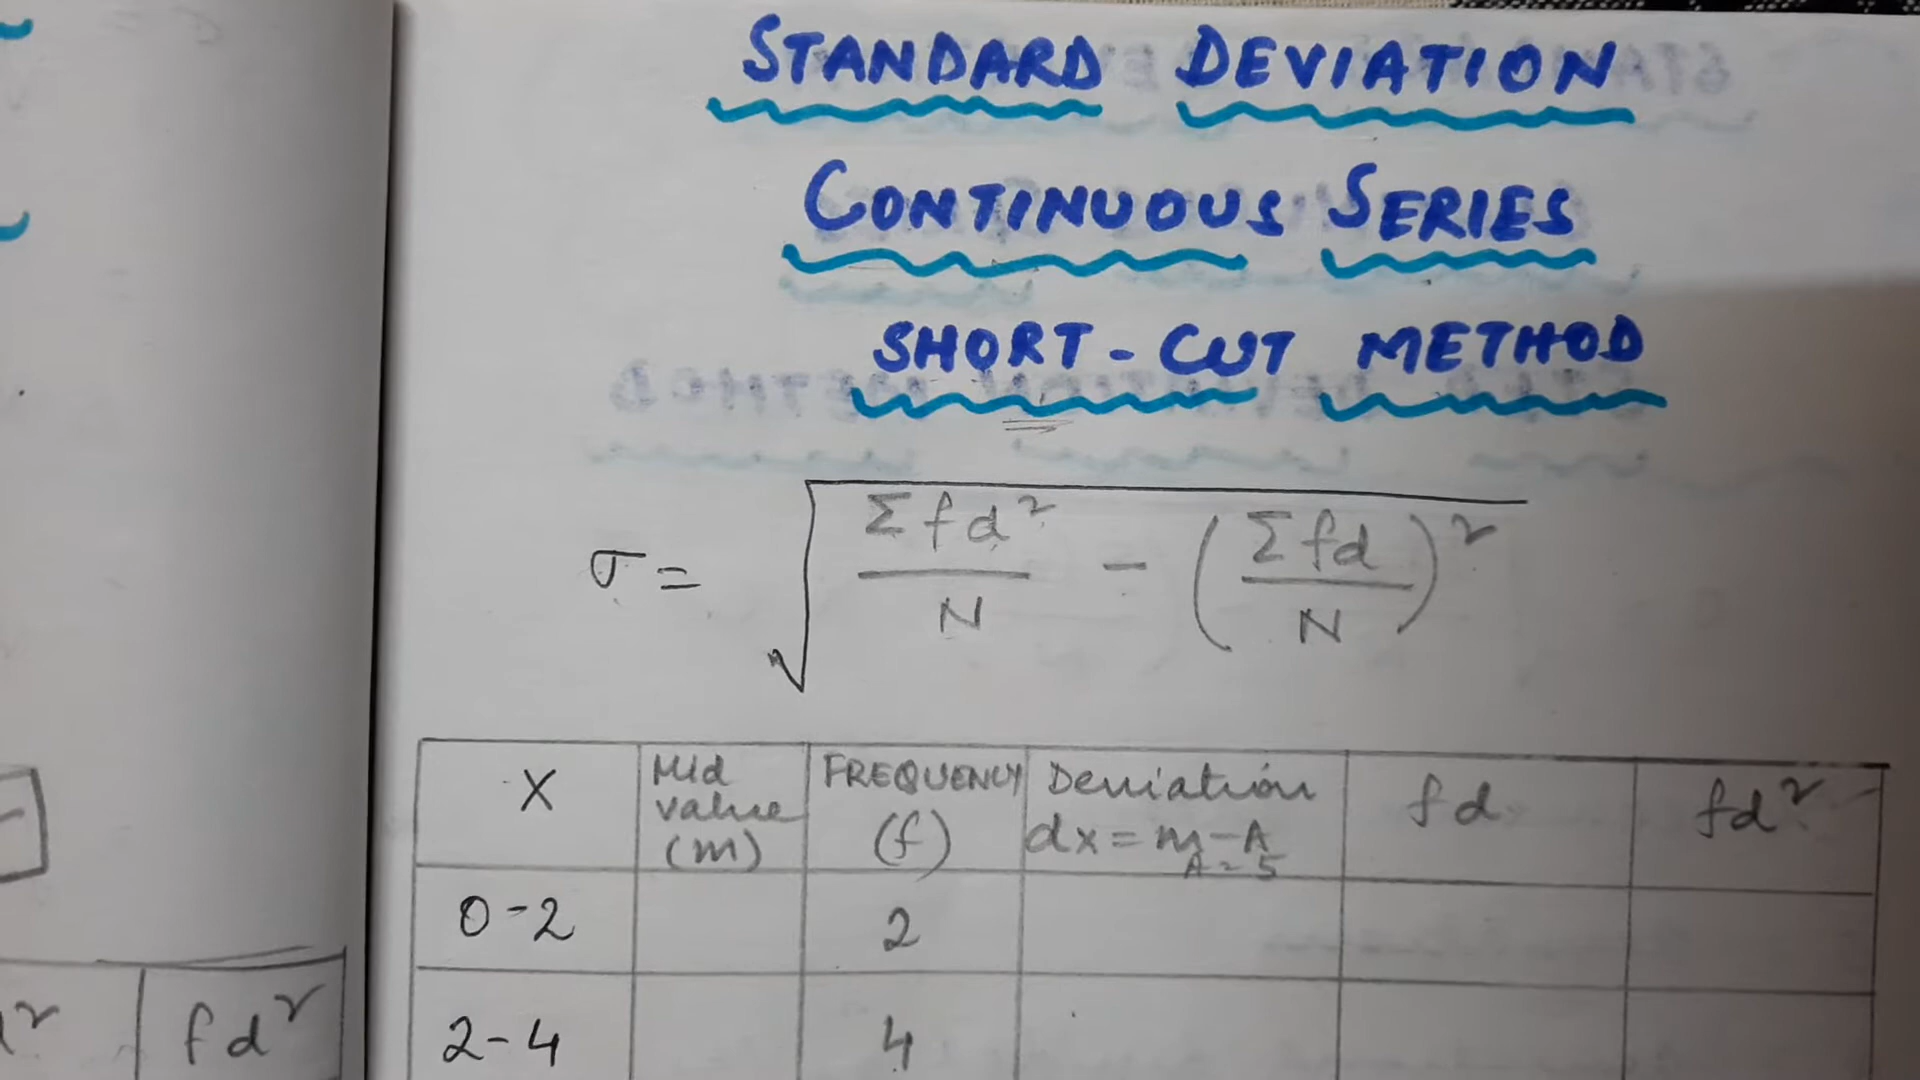 STANDARD DEVIATION
CONTINUOUS SERIES
SHORT-CUT METHOD
σ = √ Σfd² / N - (Σfd / N)²
X
Mid value (m)
FREQUENCY (f)
Deviation dx = m-A A=5
fd
fd²
0-2
2
2-4
4
fd²